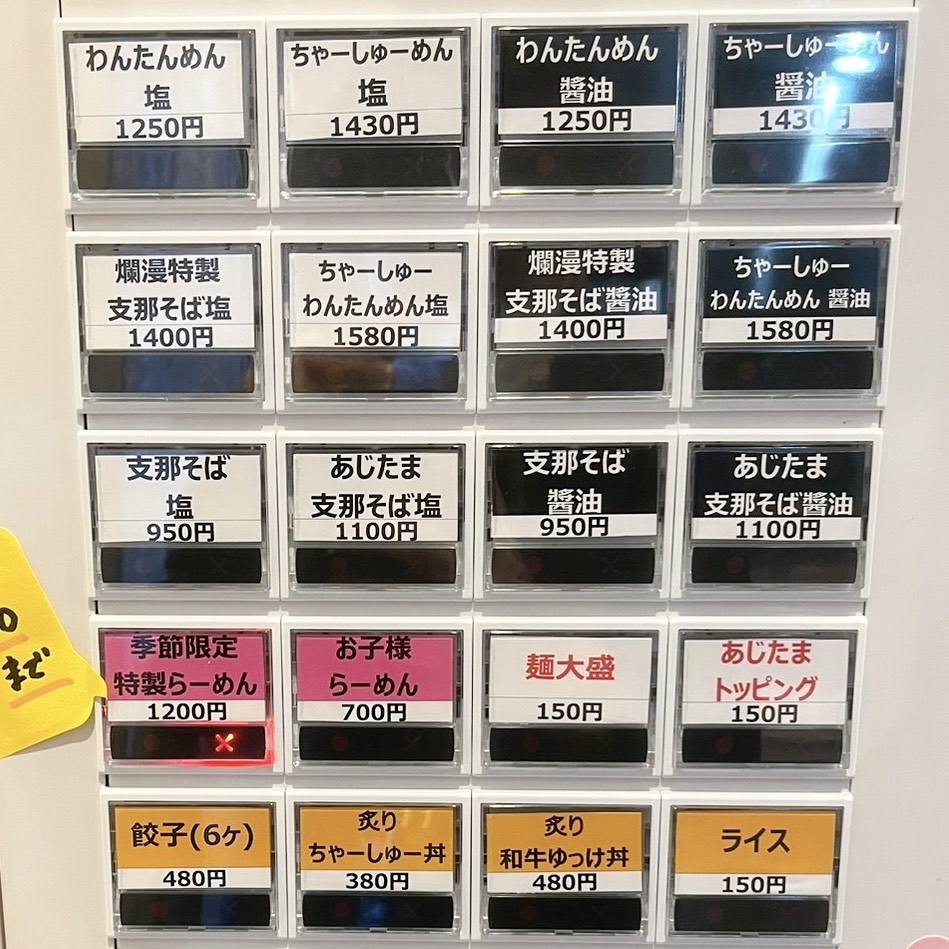 わんたんめん
塩
1250円
ちゃーしゅーめん
塩
1430円
わんたんめん
醬油
1250円
ちゃーしゅーめん
醬油
1430円
爛漫特製
支那そば塩
1400円
ちゃーしゅー
わんたんめん塩
1580円
爛漫特製
支那そば醬油
1400円
ちゃーしゅー
わんたんめん 醬油
1580円
支那そば
塩
950円
あじたま
支那そば塩
1100円
支那そば
醬油
950円
あじたま
支那そば醬油
1100円
まで
季節限定
特製らーめん
1200円
お子様
らーめん
700円
麺大盛
150円
あじたま
トッピング
150円
餃子(6ヶ)
480円
炙り
ちゃーしゅー丼
380円
炙り
和牛ゆっけ丼
480円
ライス
150円